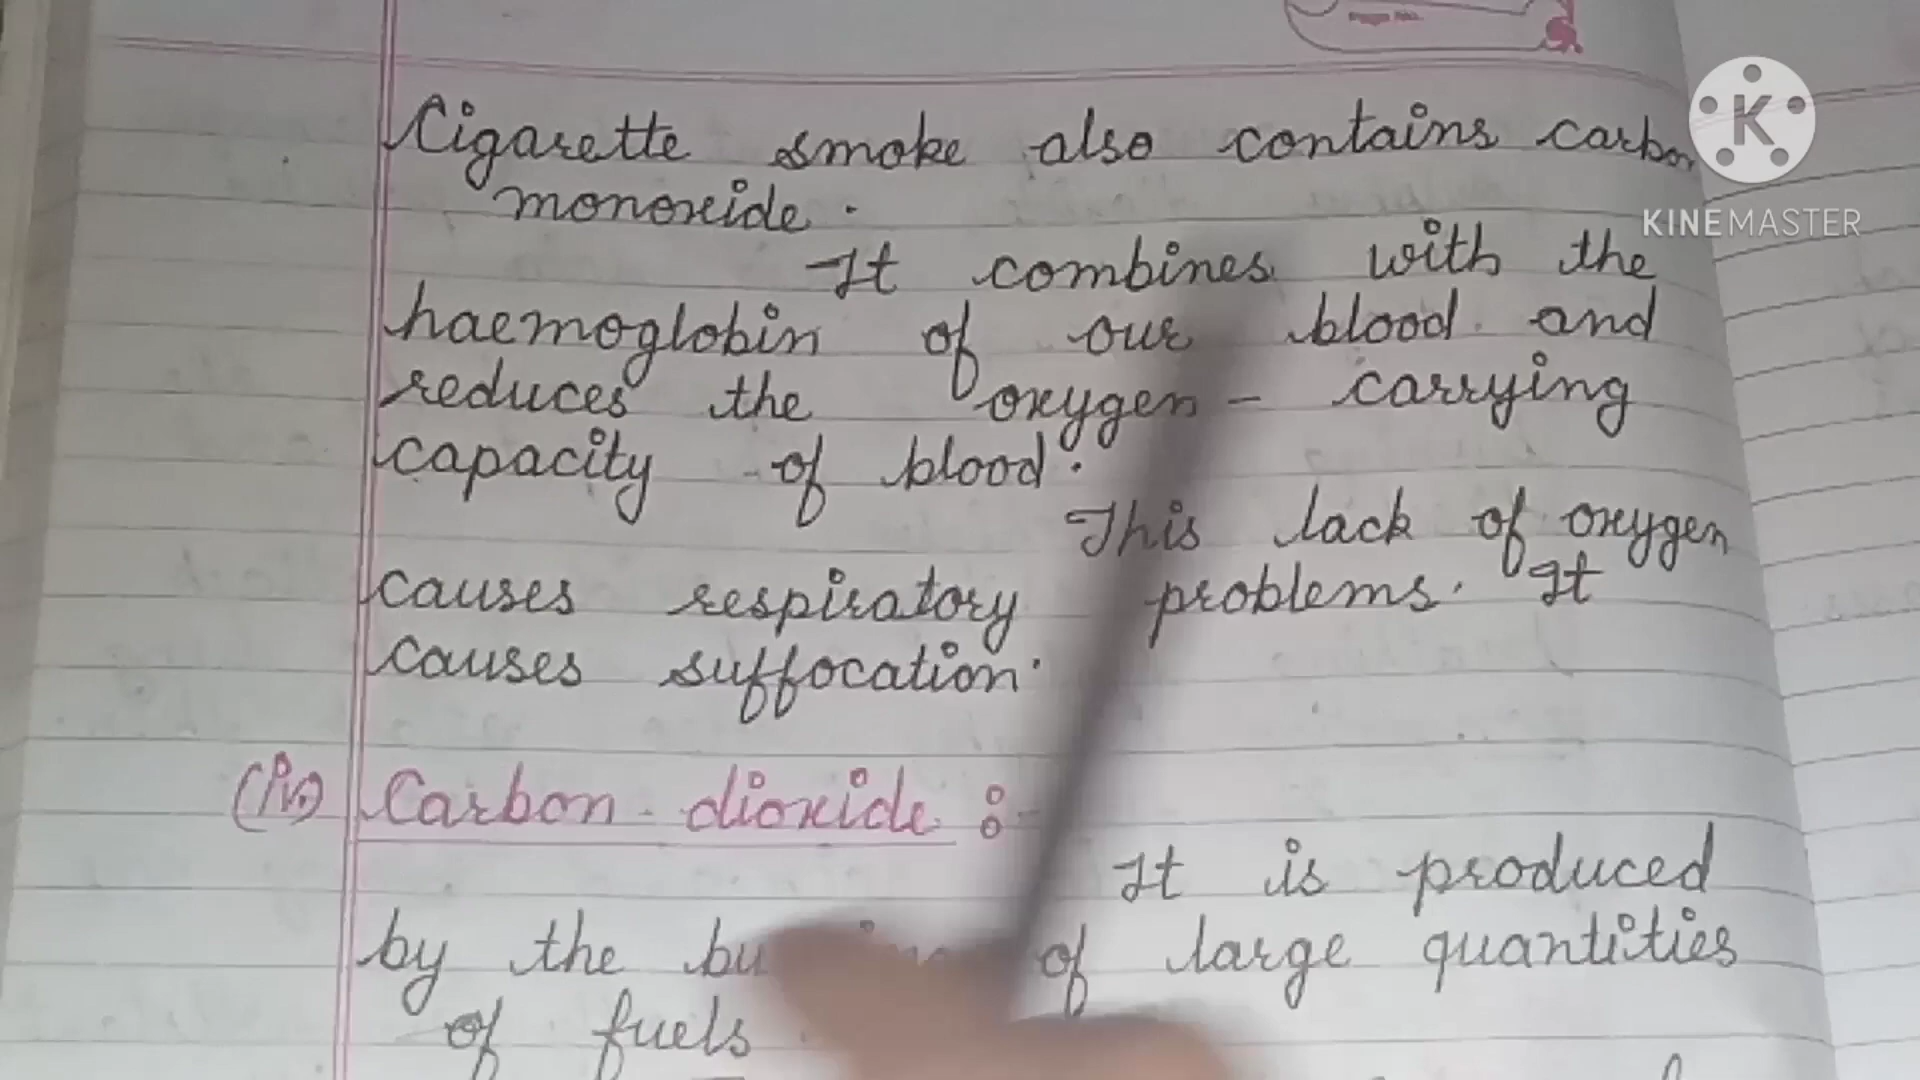 Page No.
Cigarette smoke also contains carbon
monoxide.
It combines with the
haemoglobin of our blood and
reduces the oxygen- carrying
capacity of blood.
This lack of oxygen
causes respiratory problems. It
causes suffocation.
(iv) Carbon-dioxide :-
It is produced
by the of large quantities
of fuels
K
KINEMASTER